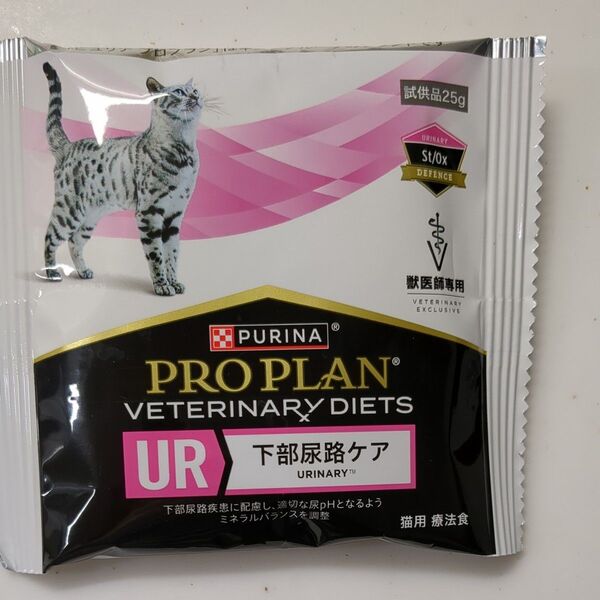 試供品25g
URINARY
St/Ox
DEFENCE
獣医師専用
VETERINARY
EXCLUSIVE
PURINA®
PRO PLAN®
VETERINARY DIETS
UR
下部尿路ケア
URINARY™
下部尿路疾患に配慮し、適切な尿pHとなるよう
ミネラルバランスを調整
猫用 療法食